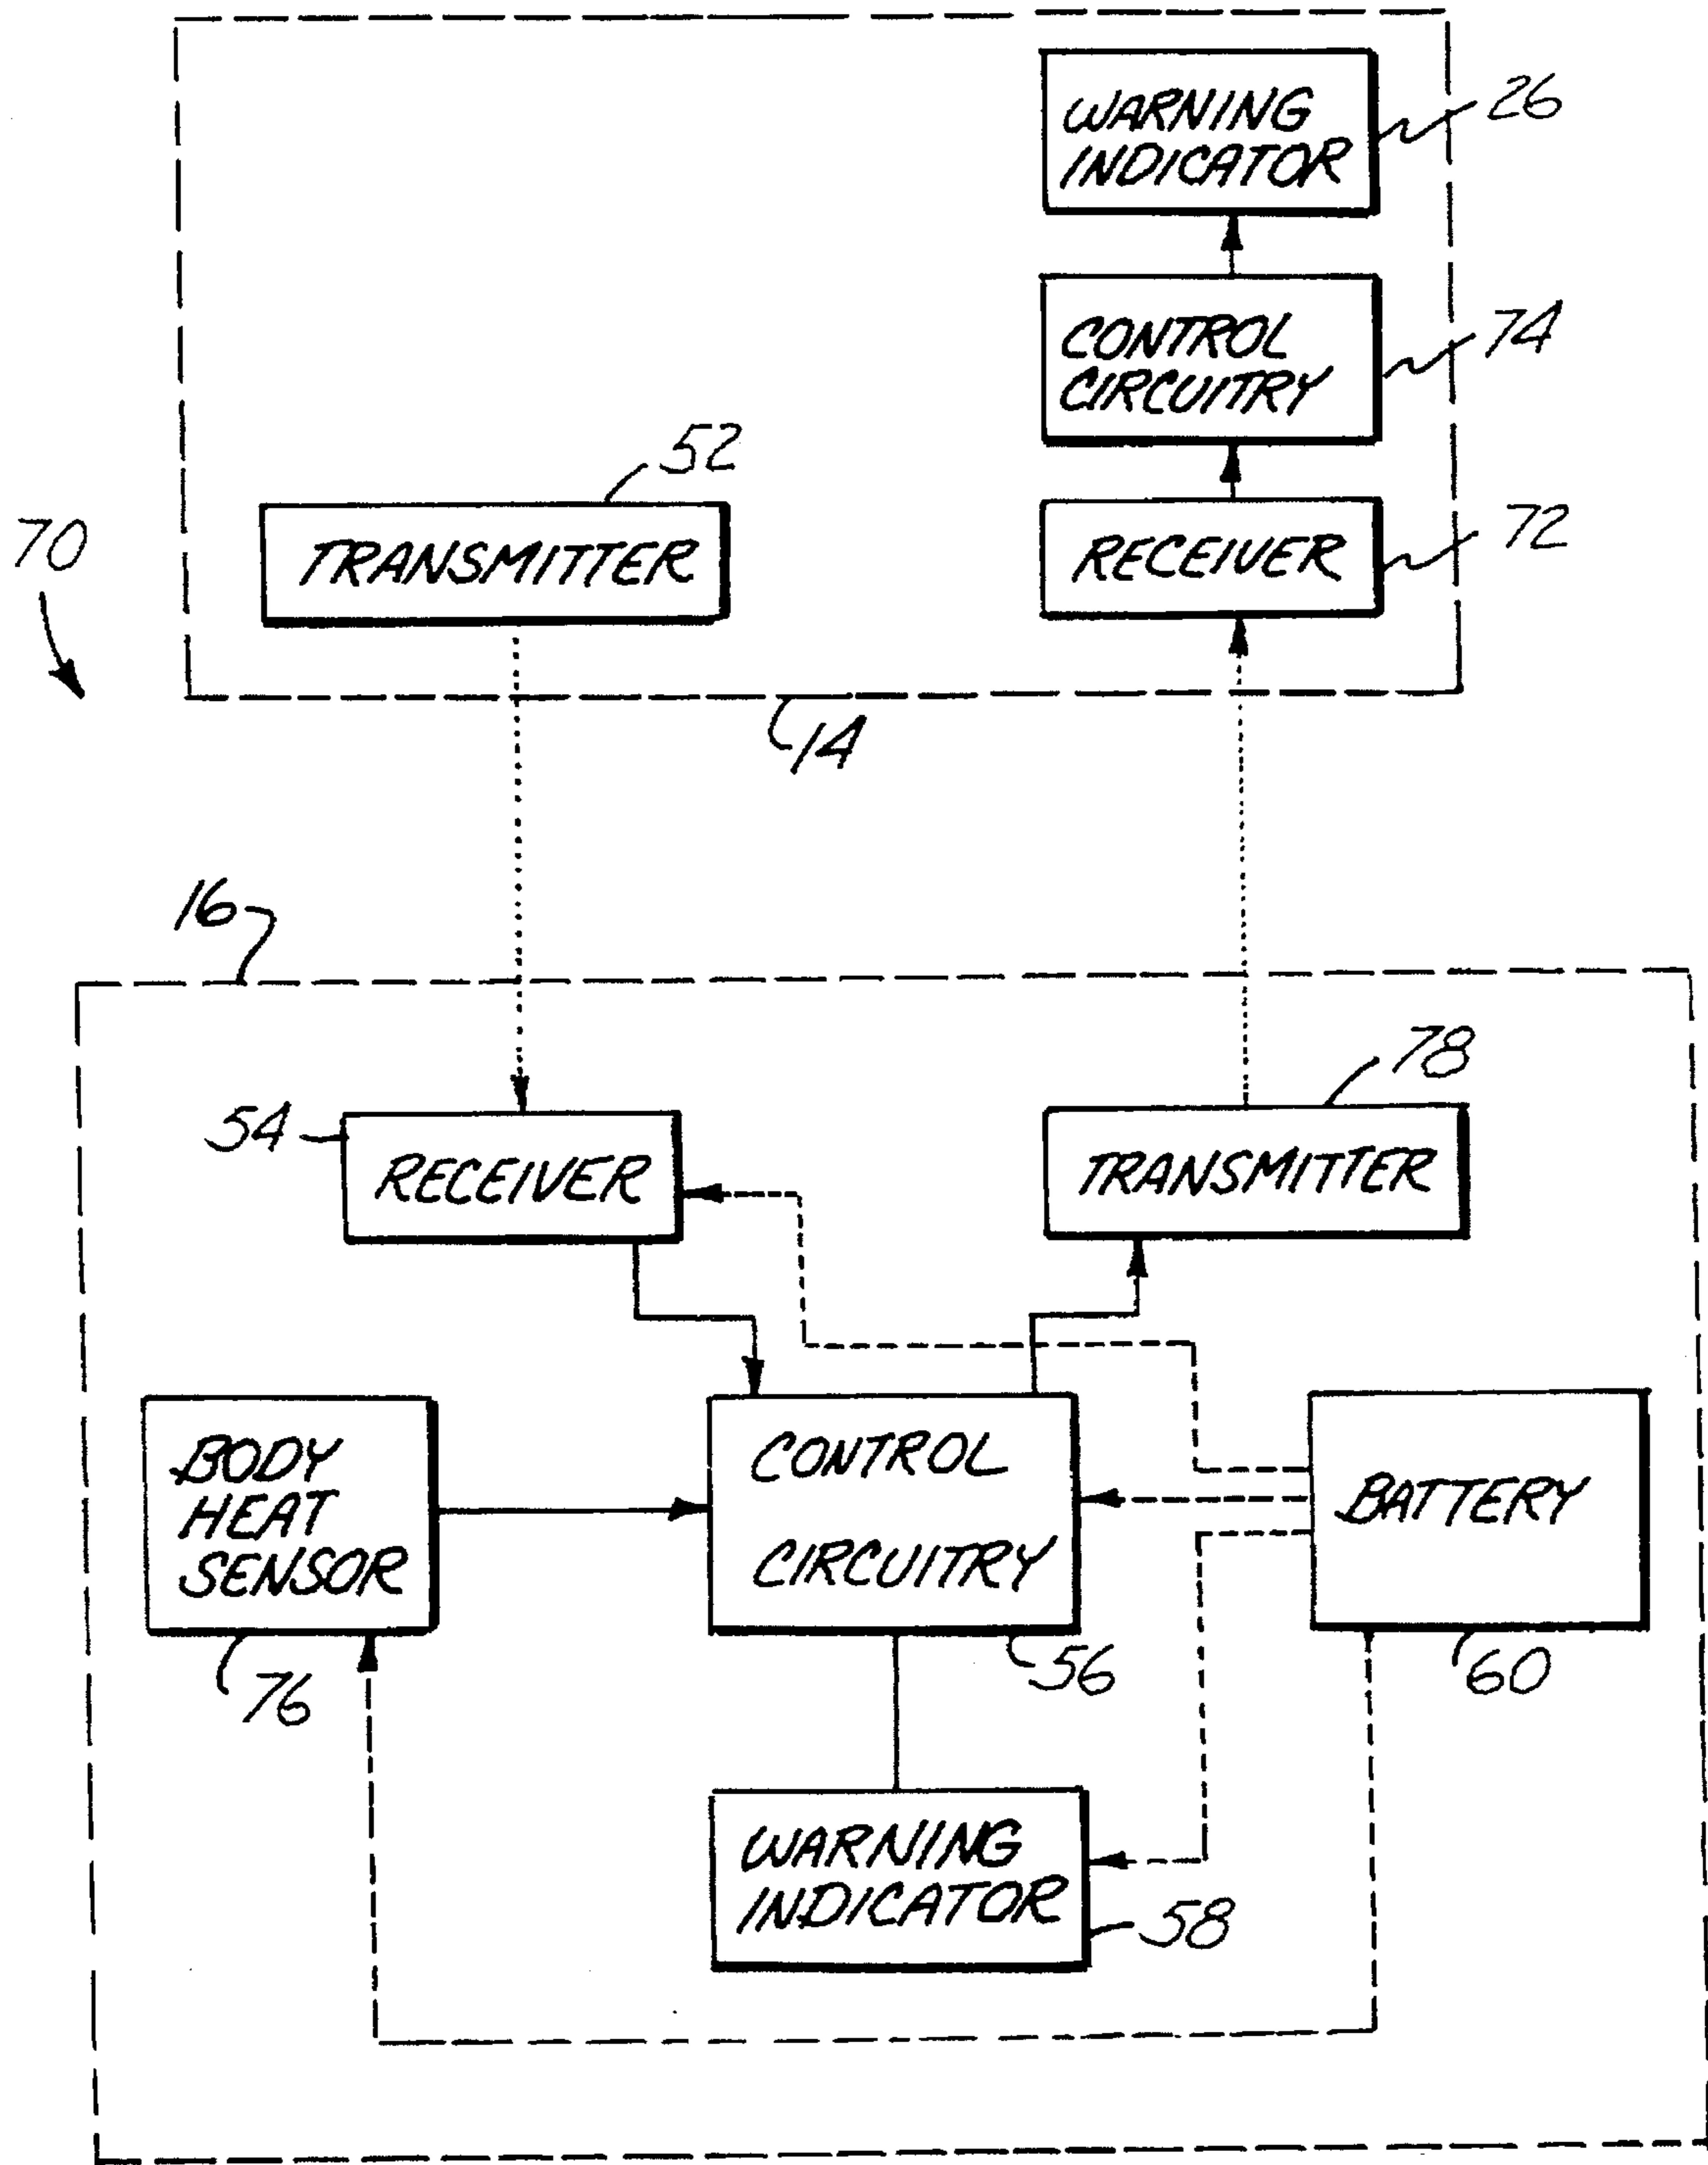 WARNING
INDICATOR
26
CONTROL
CIRCUITRY
74
52
TRANSMITTER
RECEIVER
72
70
14
16
78
54
RECEIVER
TRANSMITTER
BODY
HEAT
SENSOR
CONTROL
CIRCUITRY
BATTERY
76
56
60
WARNING
INDICATOR
58